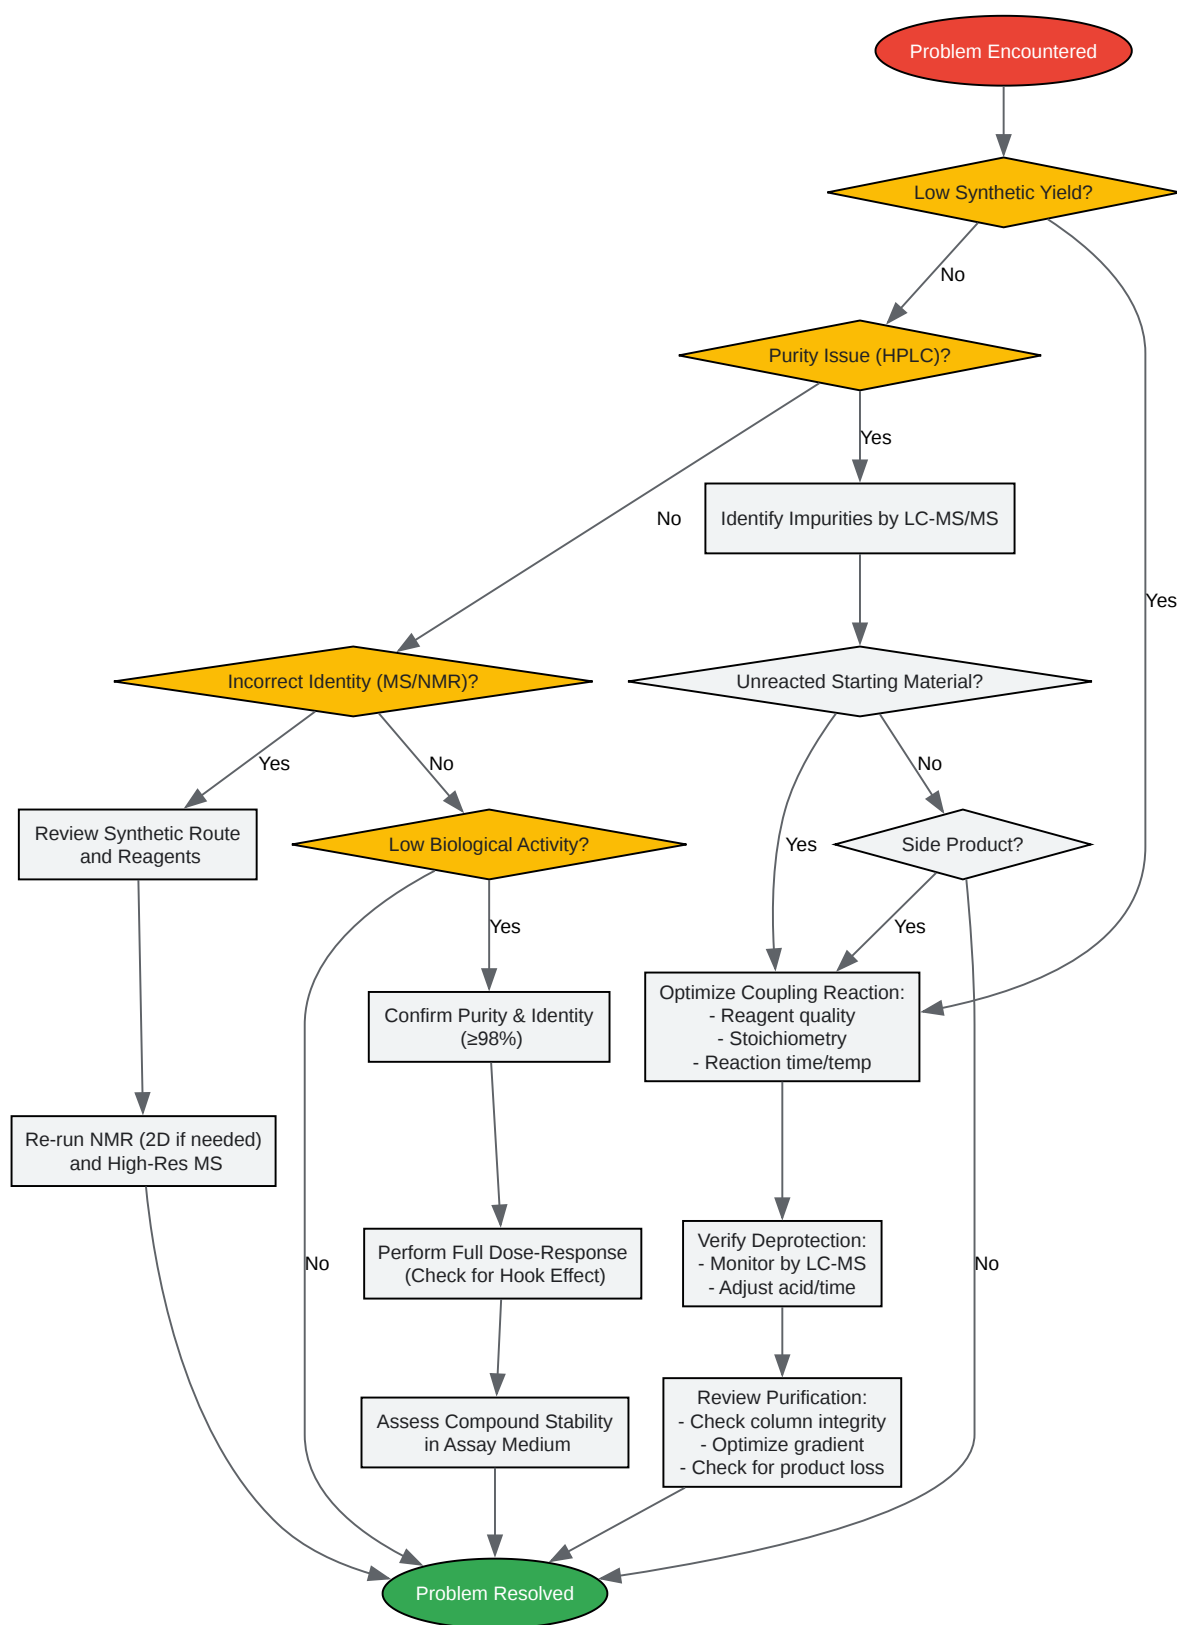 Problem Encountered
Low Synthetic Yield?
No
Purity Issue (HPLC)?
Yes
No
Identify Impurities by LC-MS/MS
Yes
Incorrect Identity (MS/NMR)?
Unreacted Starting Material?
Yes
No
No
Review Synthetic Route
and Reagents
Low Biological Activity?
Yes
Side Product?
Yes
Yes
Confirm Purity & Identity
(≥98%)
Optimize Coupling Reaction:
- Reagent quality
- Stoichiometry
- Reaction time/temp
Re-run NMR (2D if needed)
and High-Res MS
No
Perform Full Dose-Response
(Check for Hook Effect)
Verify Deprotection:
- Monitor by LC-MS
- Adjust acid/time
No
Assess Compound Stability
in Assay Medium
Review Purification:
- Check column integrity
- Optimize gradient
- Check for product loss
Problem Resolved